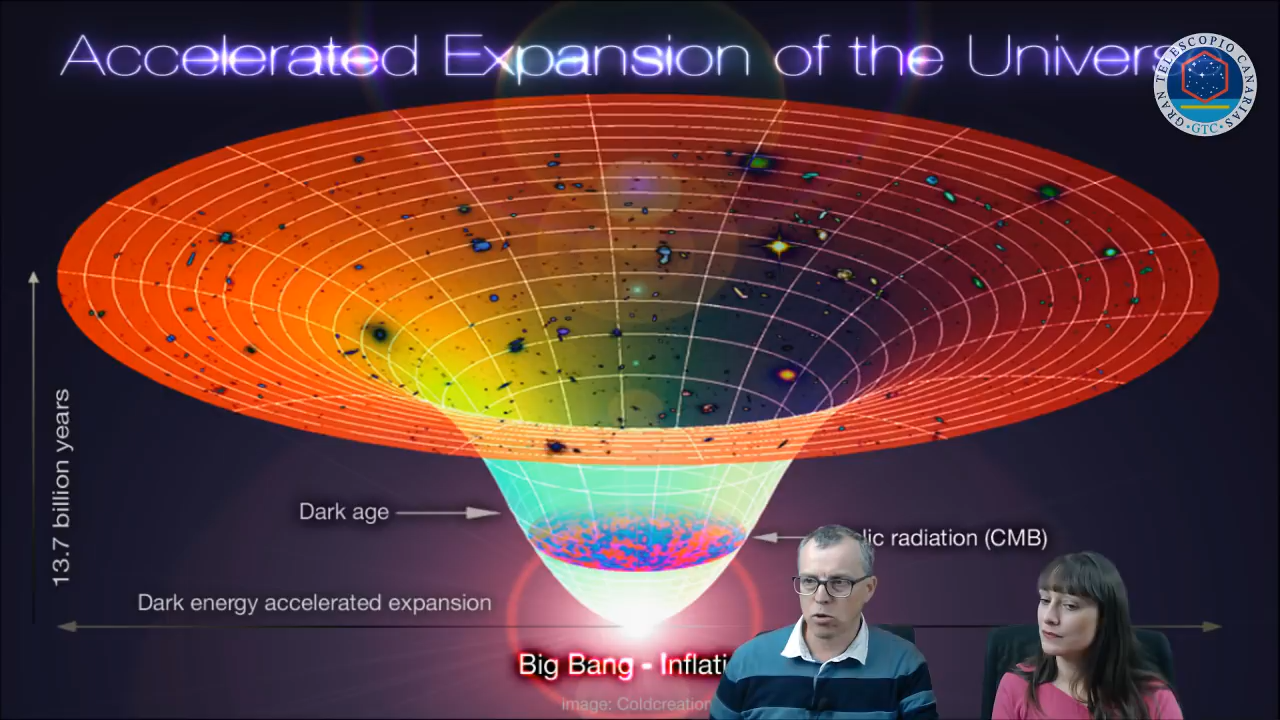 Accelerated Expansion of the Univers
GRAN TELESCOPIO CANARIAS
· GTC ·
13.7 billion years
Dark age
lic radiation (CMB)
Dark energy accelerated expansion
Big Bang - Inflati
image: Coldcreation